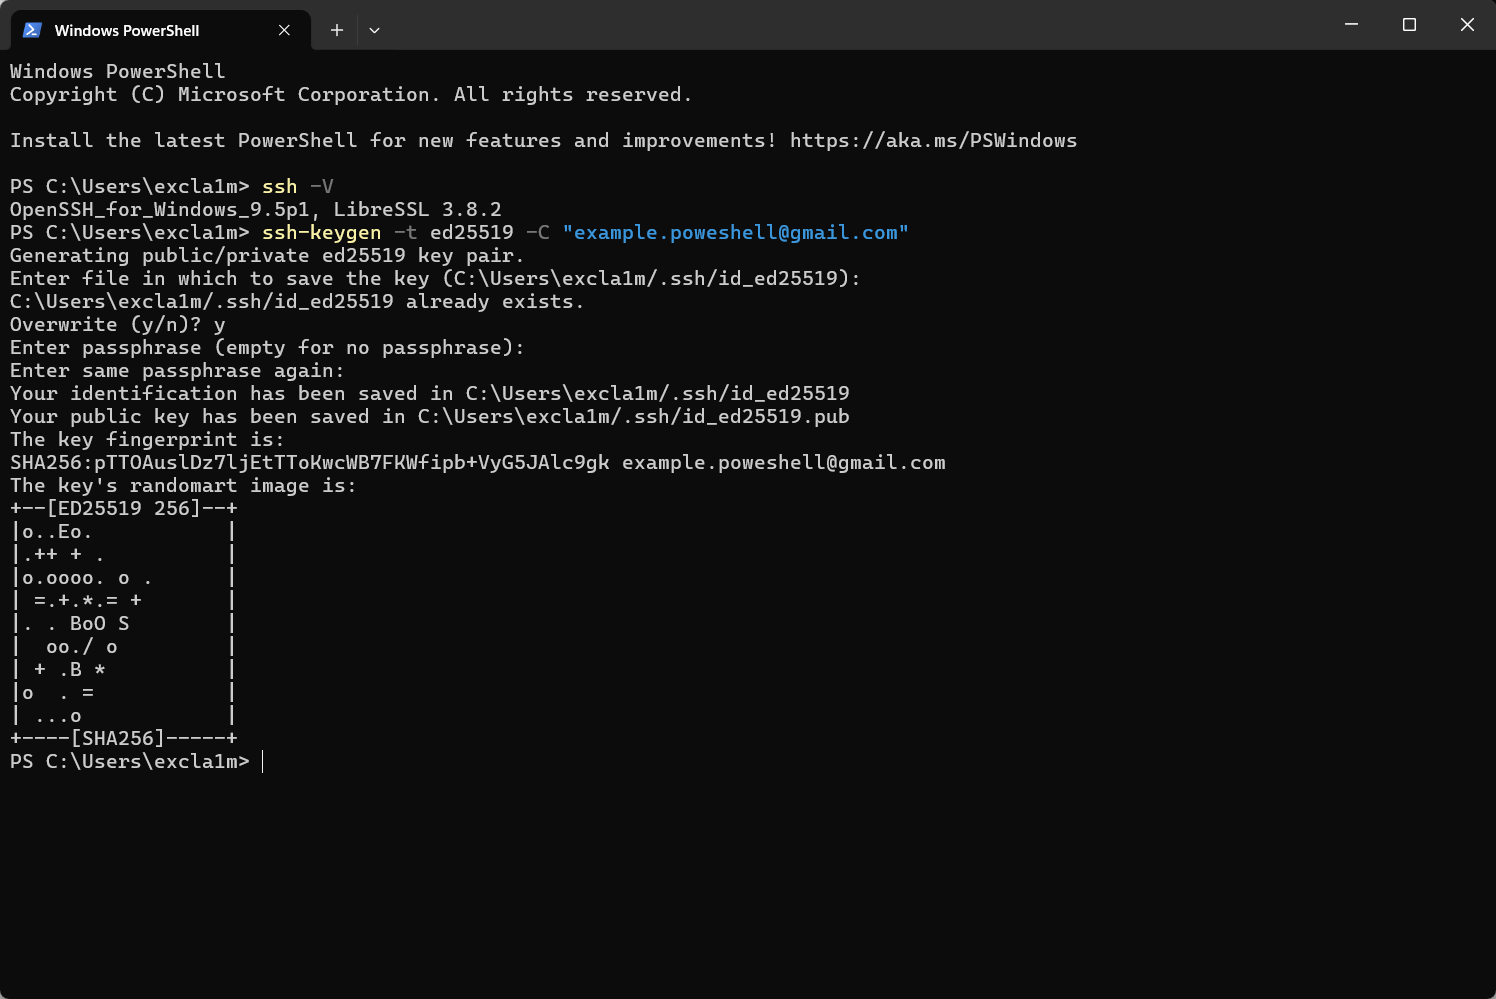 Windows PowerShell
Windows PowerShell
Copyright (C) Microsoft Corporation. All rights reserved.
Install the latest PowerShell for new features and improvements! https://aka.ms/PSWindows
PS C:\Users\excla1m> ssh -V
OpenSSH_for_Windows_9.5p1, LibreSSL 3.8.2
PS C:\Users\excla1m> ssh-keygen -t ed25519 -C "example.poweshell@gmail.com"
Generating public/private ed25519 key pair.
Enter file in which to save the key (C:\Users\excla1m/.ssh/id_ed25519):
C:\Users\excla1m/.ssh/id_ed25519 already exists.
Overwrite (y/n)? y
Enter passphrase (empty for no passphrase):
Enter same passphrase again:
Your identification has been saved in C:\Users\excla1m/.ssh/id_ed25519
Your public key has been saved in C:\Users\excla1m/.ssh/id_ed25519.pub
The key fingerprint is:
SHA256:pTTOAuslDz7ljEtTToKwcWB7FKWfipb+VyG5JAlc9gk example.poweshell@gmail.com
The key's randomart image is:
+--[ED25519 256]--+
|o..Eo.           |
|.++ + .          |
|o.oooo. o .      |
| =.+.*.= +       |
|. . BoO S        |
|  oo./ o         |
| + .B *          |
|o  . =           |
| ...o            |
+----[SHA256]-----+
PS C:\Users\excla1m>